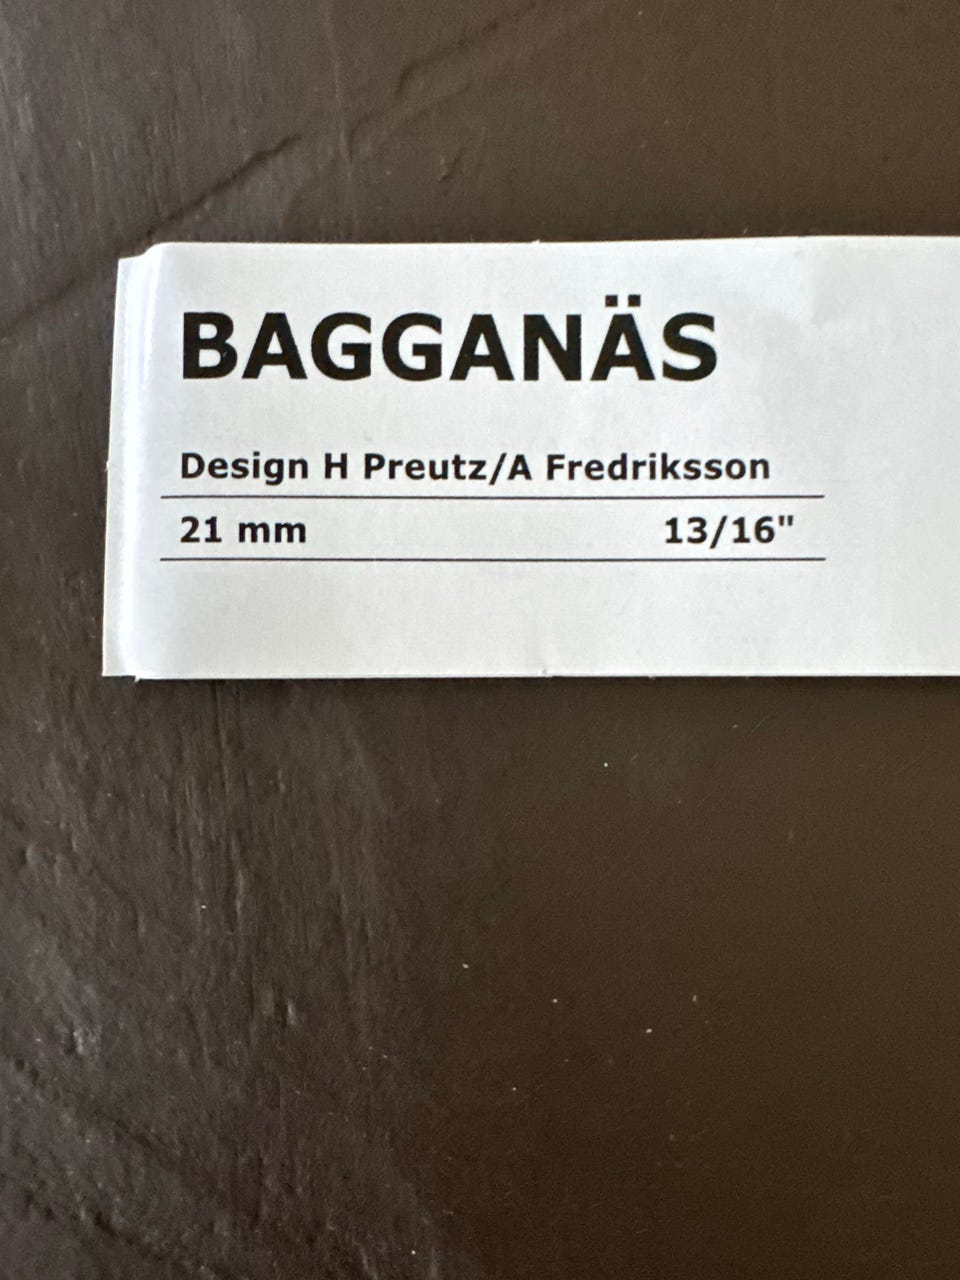 BAGGANÄS
Design H Preutz/A Fredriksson
21 mm 13/16"